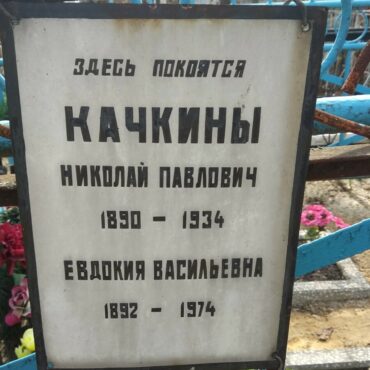 ЗДЕСЬ ПОКОЯТСЯ
КАЧКИНЫ
НИКОЛАЙ ПАВЛОВИЧ
1890 – 1934
ЕВДОКИЯ ВАСИЛЬЕВНА
1892 – 1974